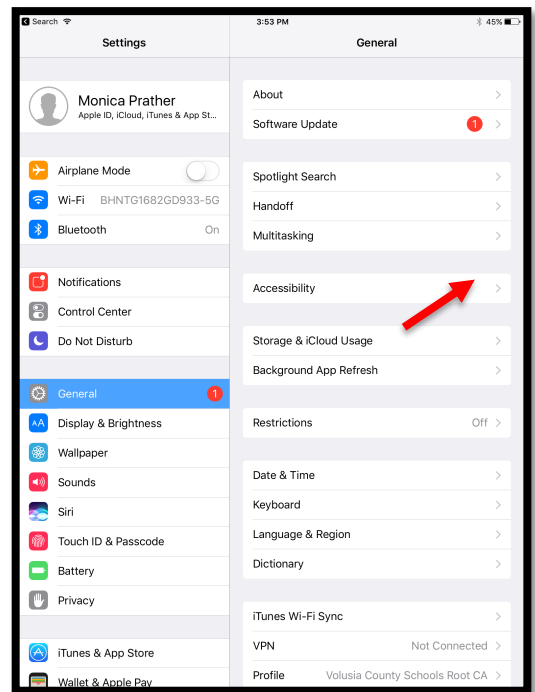 Search 3:53 PM 45%
Settings
General
Monica Prather
Apple ID, iCloud, iTunes & App St...
Airplane Mode
Wi-Fi BHNTG1682GD933-5G
Bluetooth On
Notifications
Control Center
Do Not Disturb
General 1
AA Display & Brightness
Wallpaper
Sounds
Siri
Touch ID & Passcode
Battery
Privacy
iTunes & App Store
Wallet & Apple Pay
About
Software Update 1
Spotlight Search
Handoff
Multitasking
Accessibility
Storage & iCloud Usage
Background App Refresh
Restrictions Off
Date & Time
Keyboard
Language & Region
Dictionary
iTunes Wi-Fi Sync
VPN Not Connected
Profile Volusia County Schools Root CA